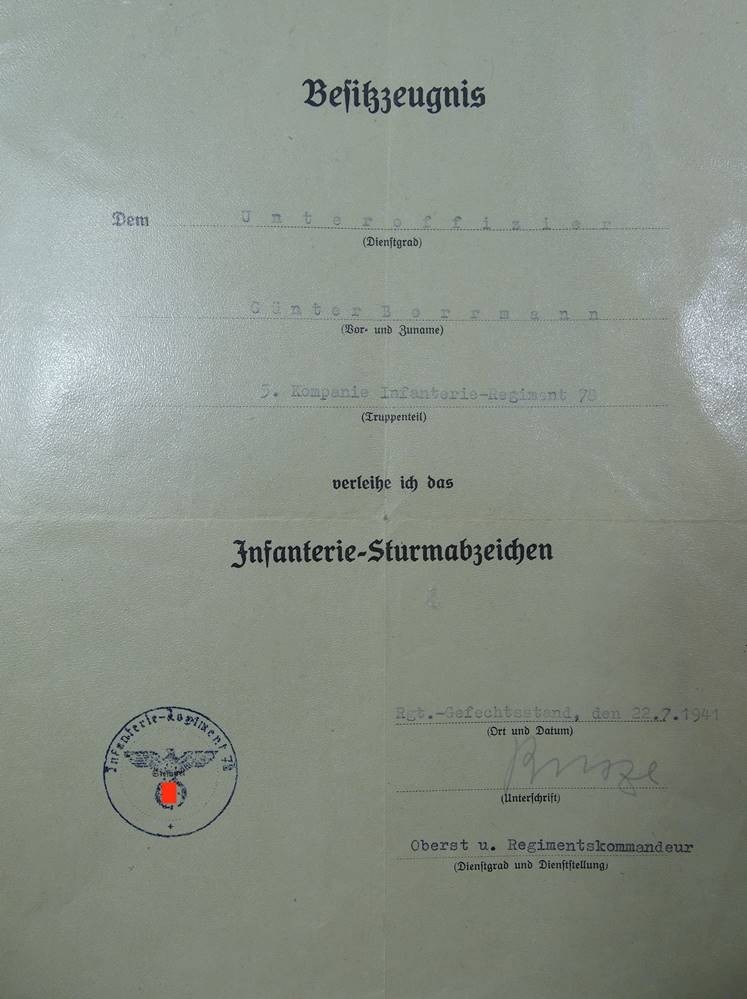 Besitzzeugnis
Dem Unteroffizier
(Dienstgrad)
Günter Borrmann
(Vor- und Zuname)
5. Kompanie Infanterie-Regiment 78
(Truppenteil)
verleihe ich das
Infanterie-Sturmabzeichen
Infanterie-Regiment 78
Rgt.-Gefechtsstand, den 22.7.1941
(Ort und Datum)
(Unterschrift)
Oberst u. Regimentskommandeur
(Dienstgrad und Dienststellung)